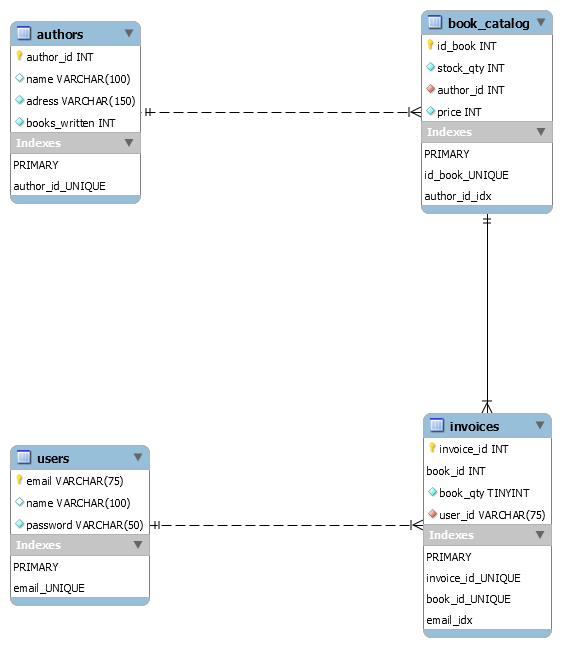 authors
author_id INT
name VARCHAR(100)
adress VARCHAR(150)
books_written INT
Indexes
PRIMARY
author_id_UNIQUE
book_catalog
id_book INT
stock_qty INT
author_id INT
price INT
Indexes
PRIMARY
id_book_UNIQUE
author_id_idx
users
email VARCHAR(75)
name VARCHAR(100)
password VARCHAR(50)
Indexes
PRIMARY
email_UNIQUE
invoices
invoice_id INT
book_id INT
book_qty TINYINT
user_id VARCHAR(75)
Indexes
PRIMARY
invoice_id_UNIQUE
book_id_UNIQUE
email_idx